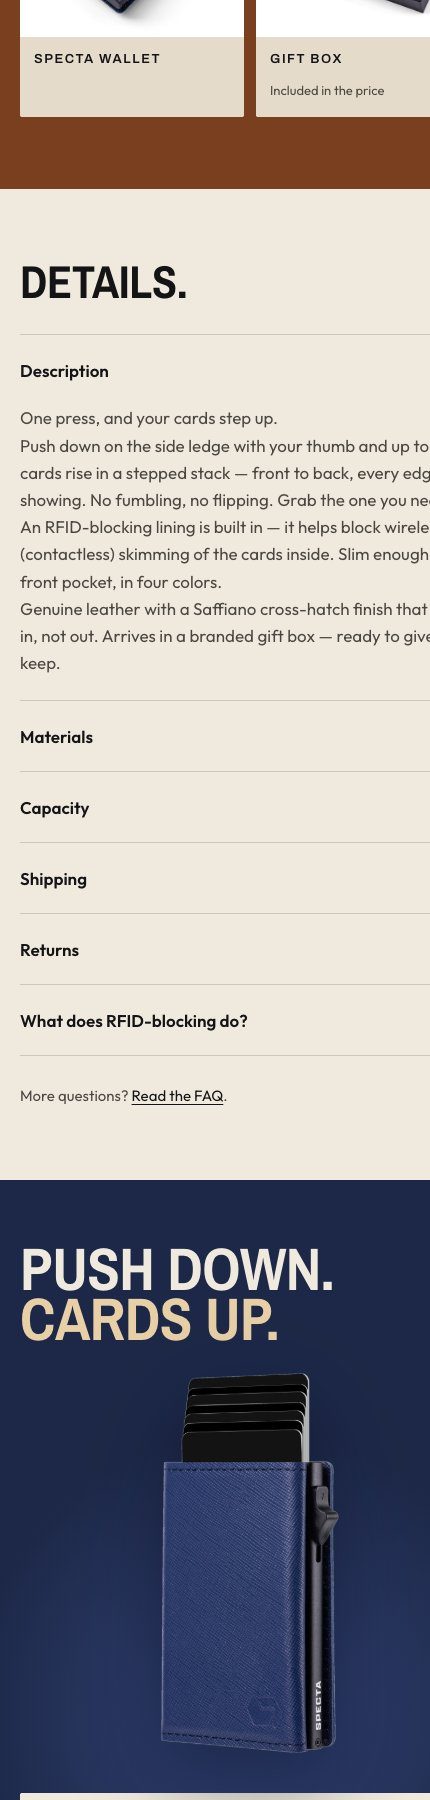 SPECTA WALLET
GIFT BOX
Included in the price
DETAILS.
Description
One press, and your cards step up.
Push down on the side ledge with your thumb and up to
cards rise in a stepped stack — front to back, every
showing. No fumbling, no flipping. Grab the one you
An RFID-blocking lining is built in — it helps block
(contactless) skimming of the cards inside. Slim enough
front pocket, in four colors.
Genuine leather with a Saffiano cross-hatch finish that
in, not out. Arrives in a branded gift box — ready to give
keep.
Materials
Capacity
Shipping
Returns
What does RFID-blocking do?
More questions? Read the FAQ.
PUSH DOWN.
CARDS UP.
SPECTA